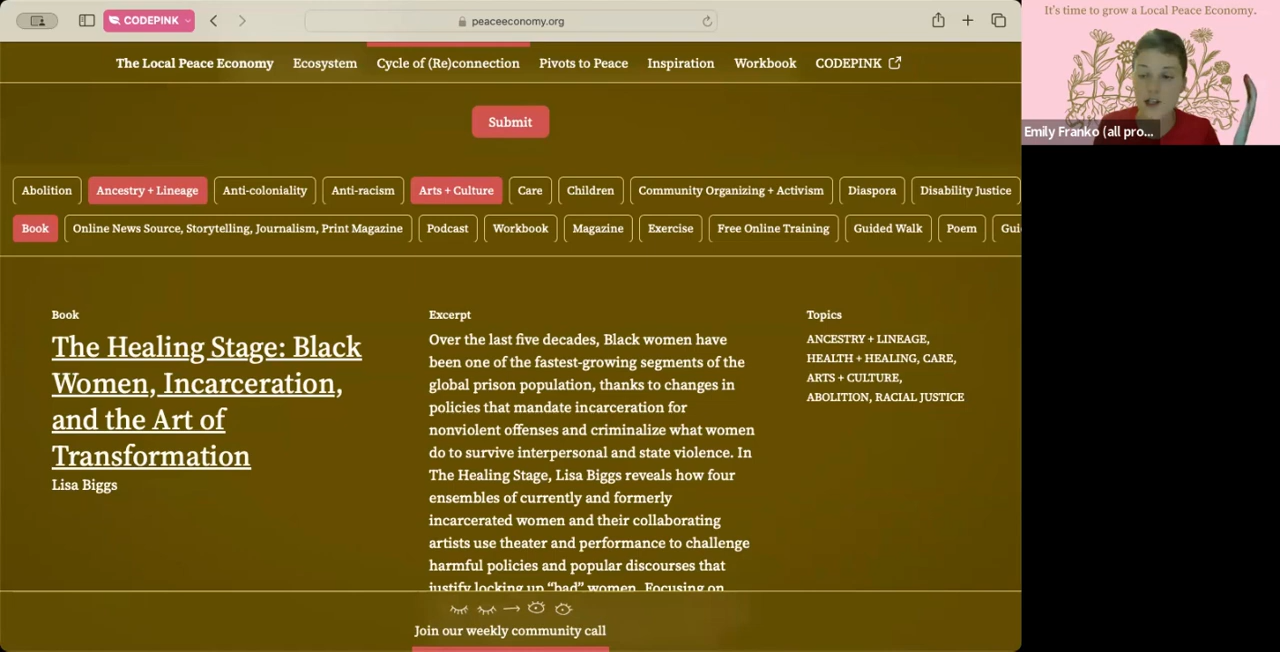 CODEPINK
peaceeconomy.org
It's time to grow a Local Peace Economy.
The Local Peace Economy Ecosystem Cycle of (Re)connection Pivots to Peace Inspiration Workbook CODEPINK
Emily Franko (all pro...
Submit
Abolition Ancestry + Lineage Anti-coloniality Anti-racism Arts + Culture Care Children Community Organizing + Activism Diaspora Disability Justice
Book Online News Source, Storytelling, Journalism, Print Magazine Podcast Workbook Magazine Exercise Free Online Training Guided Walk Poem Gui
Book
The Healing Stage: Black
Women, Incarceration,
and the Art of
Transformation
Lisa Biggs
Excerpt
Over the last five decades, Black women have
been one of the fastest-growing segments of the
global prison population, thanks to changes in
policies that mandate incarceration for
nonviolent offenses and criminalize what women
do to survive interpersonal and state violence. In
The Healing Stage, Lisa Biggs reveals how four
ensembles of currently and formerly
incarcerated women and their collaborating
artists use theater and performance to challenge
harmful policies and popular discourses that
justify locking up “bad” women. Focusing on
Topics
ANCESTRY + LINEAGE,
HEALTH + HEALING, CARE,
ARTS + CULTURE,
ABOLITION, RACIAL JUSTICE
Join our weekly community call